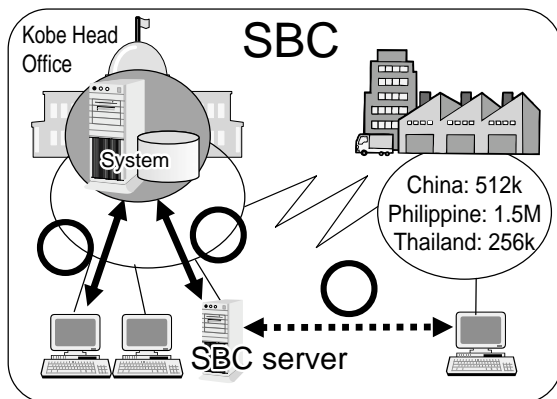 Kobe Head
Office
SBC
System
China: 512k
Philippine: 1.5M
Thailand: 256k
SBC server